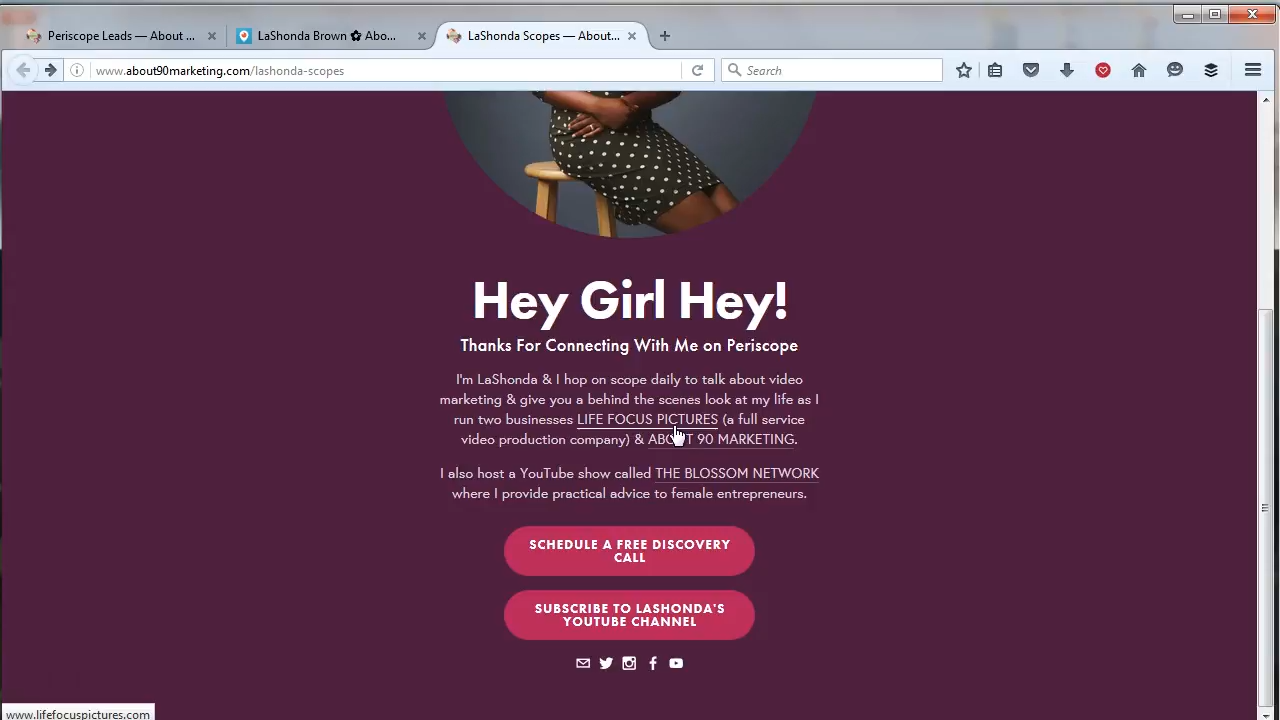 Periscope Leads — About ...
LaShonda Brown ✿ Abo...
LaShonda Scopes — About...
www.about90marketing.com/lashonda-scopes
Search
Hey Girl Hey!
Thanks For Connecting With Me on Periscope
I'm LaShonda & I hop on scope daily to talk about video
marketing & give you a behind the scenes look at my life as I
run two businesses LIFE FOCUS PICTURES (a full service
video production company) & ABOUT 90 MARKETING.
I also host a YouTube show called THE BLOSSOM NETWORK
where I provide practical advice to female entrepreneurs.
SCHEDULE A FREE DISCOVERY
CALL
SUBSCRIBE TO LASHONDA'S
YOUTUBE CHANNEL
www.lifefocuspictures.com